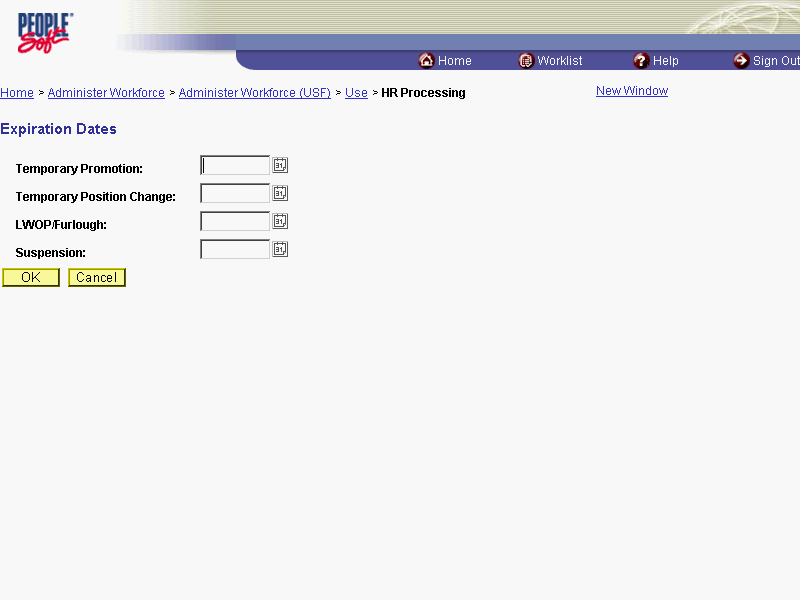 PEOPLE
Soft
Home Worklist Help Sign Out
Home > Administer Workforce > Administer Workforce (USF) > Use > HR Processing New Window
Expiration Dates
Temporary Promotion:
Temporary Position Change:
LWOP/Furlough:
Suspension:
OK Cancel